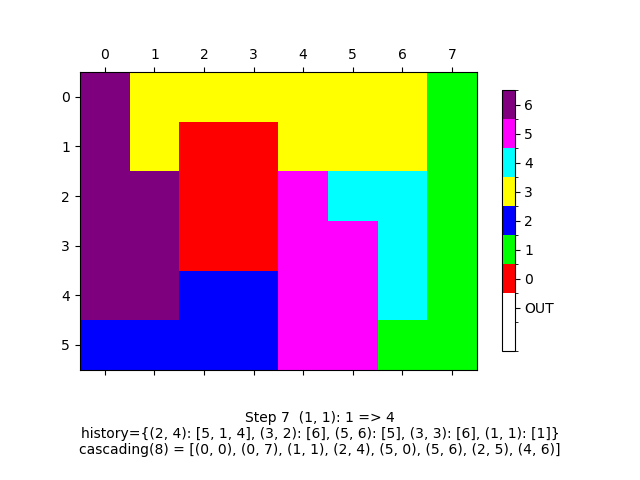 0 1 2 3 4 5 6 7
0
1
2
3
4
5
6
5
4
3
2
1
0
OUT
Step 7 (1, 1): 1 => 4
history={(2, 4): [5, 1, 4], (3, 2): [6], (5, 6): [5], (3, 3): [6], (1, 1): [1]}
cascading(8) = [(0, 0), (0, 7), (1, 1), (2, 4), (5, 0), (5, 6), (2, 5), (4, 6)]